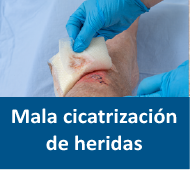 Mala cicatrización
de heridas